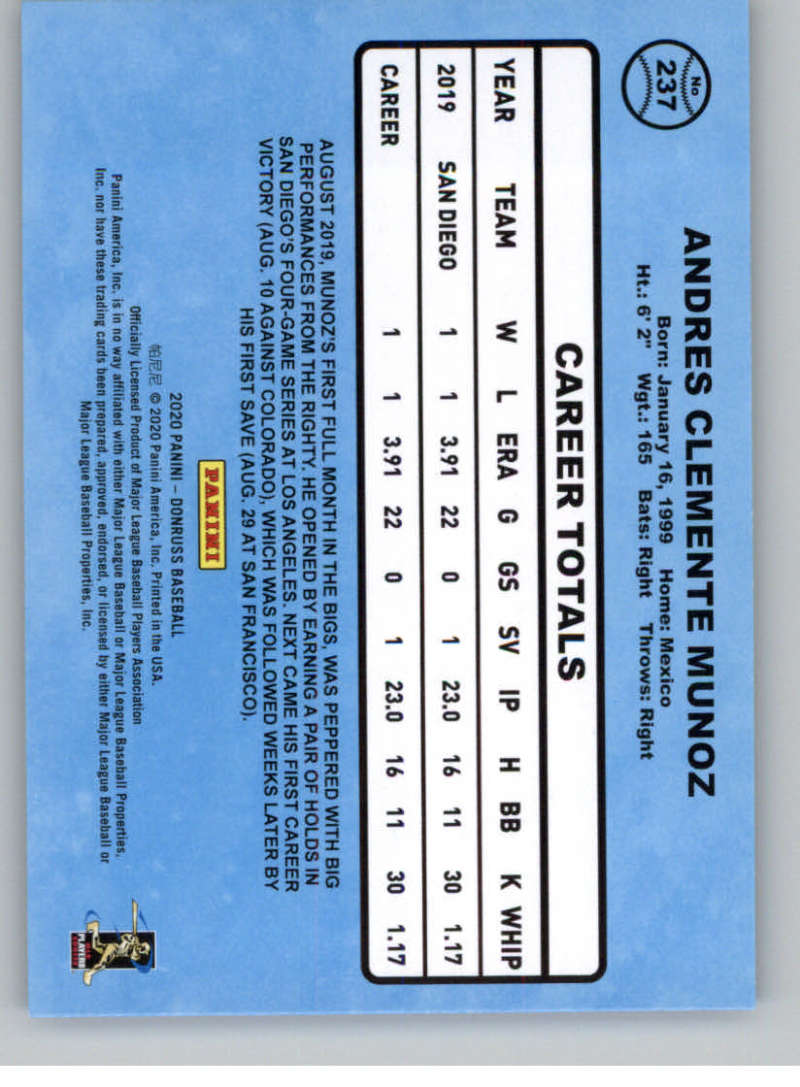 No
237
ANDRES CLEMENTE MUNOZ
Born: January 16, 1999 Home: Mexico
Ht.: 6' 2" Wgt.: 165 Bats: Right Throws: Right
CAREER TOTALS
YEAR TEAM W L ERA G GS SV IP H BB K WHIP
2019 SAN DIEGO 1 1 3.91 22 0 1 23.0 16 11 30 1.17
CAREER 1 1 3.91 22 0 1 23.0 16 11 30 1.17
AUGUST 2019, MUNOZ'S FIRST FULL MONTH IN THE BIGS, WAS PEPPERED WITH BIG
PERFORMANCES FROM THE RIGHTY. HE OPENED BY EARNING A PAIR OF HOLDS IN
SAN DIEGO'S FOUR-GAME SERIES AT LOS ANGELES. NEXT CAME HIS FIRST CAREER
VICTORY (AUG. 10 AGAINST COLORADO), WHICH WAS FOLLOWED WEEKS LATER BY
HIS FIRST SAVE (AUG. 29 AT SAN FRANCISCO).
PANINI
2020 PANINI – DONRUSS BASEBALL
帕尼尼 © 2020 Panini America, Inc. Printed in the USA.
Officially Licensed Product of Major League Baseball Players Association
Panini America, Inc. is in no way affiliated with either Major League Baseball or Major League Baseball Properties,
Inc. nor have these trading cards been prepared, approved, endorsed, or licensed by either Major League Baseball or
Major League Baseball Properties, Inc.
PLAYERS